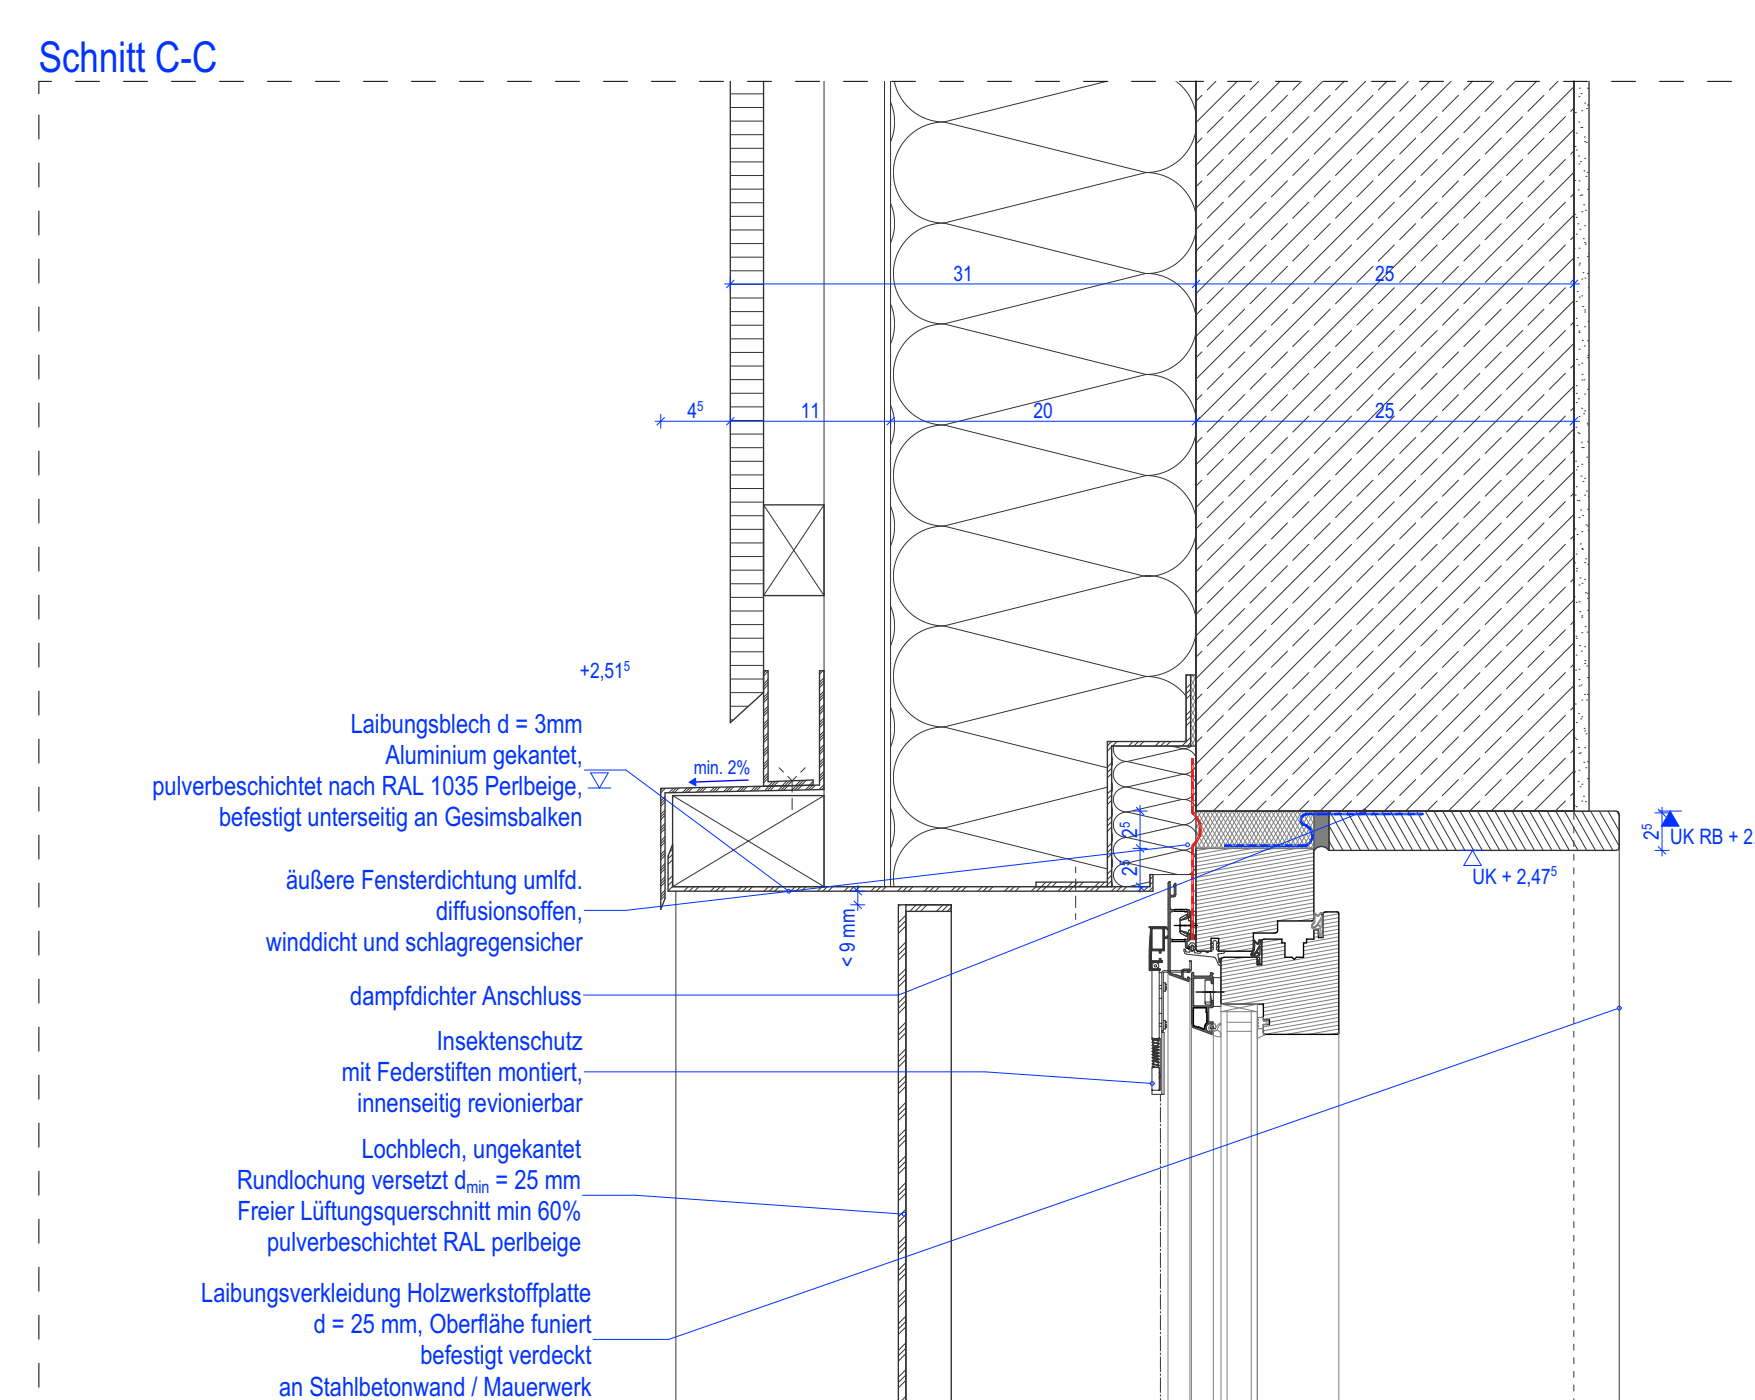 Schnitt C-C
31
25
4⁵
11
20
25
+2,51⁵
Laibungsblech d = 3mm
Aluminium gekantet,
pulverbeschichtet nach RAL 1035 Perlbeige,
befestigt unterseitig an Gesimsbalken
min. 2%
2⁵
2⁵
2⁵
UK RB + 2
UK + 2,47⁵
äußere Fensterdichtung umlfd.
diffusionsoffen,
winddicht und schlagregensicher
< 9 mm
dampfdichter Anschluss
Insektenschutz
mit Federstiften montiert,
innenseitig revionierbar
Lochblech, ungekantet
Rundlochung versetzt dmin = 25 mm
Freier Lüftungsquerschnitt min 60%
pulverbeschichtet RAL perlbeige
Laibungsverkleidung Holzwerkstoffplatte
d = 25 mm, Oberflähe funiert
befestigt verdeckt
an Stahlbetonwand / Mauerwerk